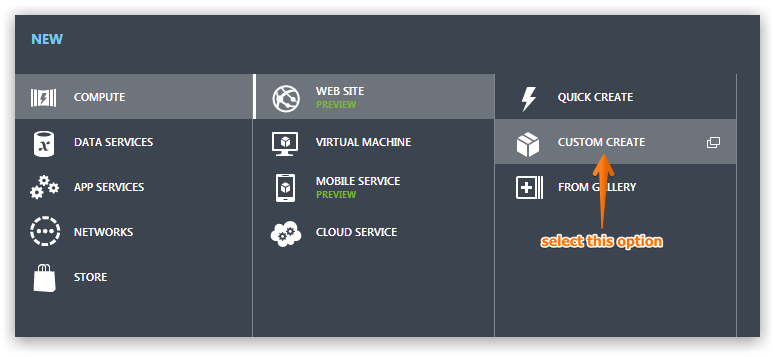 NEW
COMPUTE
DATA SERVICES
APP SERVICES
NETWORKS
STORE
WEB SITE
PREVIEW
VIRTUAL MACHINE
MOBILE SERVICE
PREVIEW
CLOUD SERVICE
QUICK CREATE
CUSTOM CREATE
FROM GALLERY
select this option